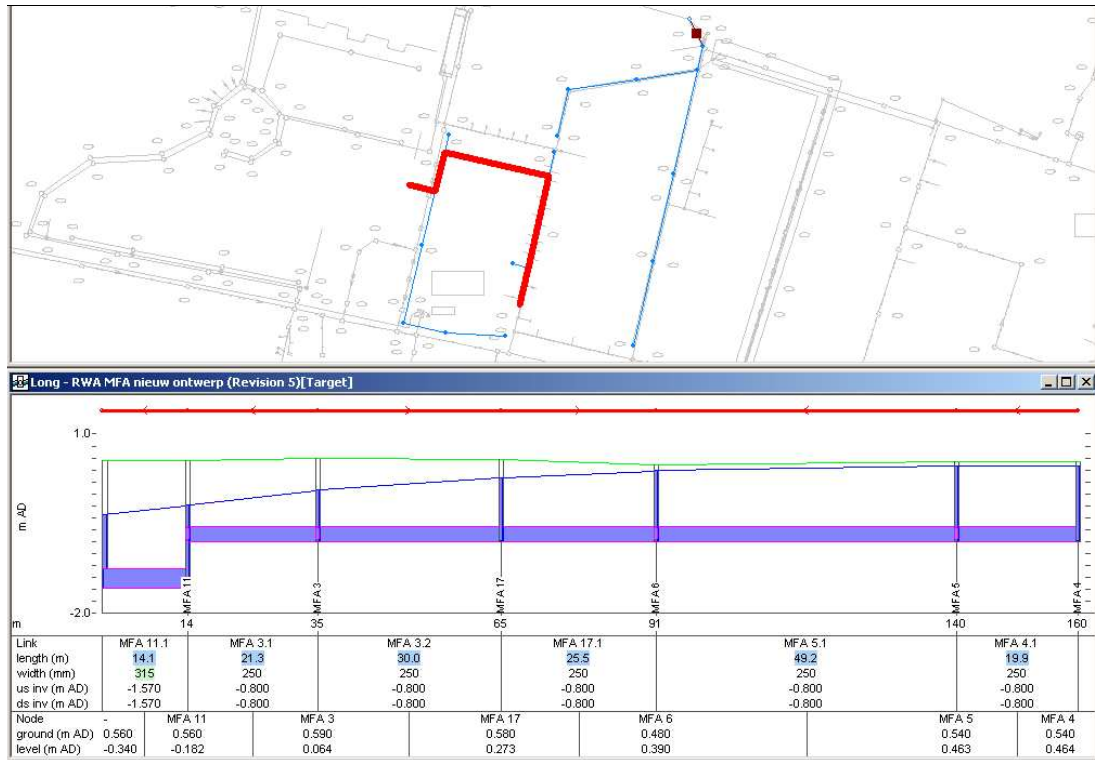 Long - RWA MFA nieuw ontwerp (Revision 5)[Target]
1.0
m AD
-2.0
MFA 11
MFA 3
MFA 17
MFA 6
MFA 5
MFA 4
m 14 35 65 91 140 160
Link MFA 11.1 MFA 3.1 MFA 3.2 MFA 17.1 MFA 5.1 MFA 4.1
length (m) 14.1 21.3 30.0 25.5 49.2 19.9
width (mm) 315 250 250 250 250 250
us inv (m AD) -1.570 -0.800 -0.800 -0.800 -0.800 -0.800
ds inv (m AD) -1.570 -0.800 -0.800 -0.800 -0.800 -0.800
Node - MFA 11 MFA 3 MFA 17 MFA 6 MFA 5 MFA 4
ground (m AD) 0.560 0.560 0.590 0.580 0.480 0.540 0.540
level (m AD) -0.340 -0.182 0.064 0.273 0.390 0.463 0.464